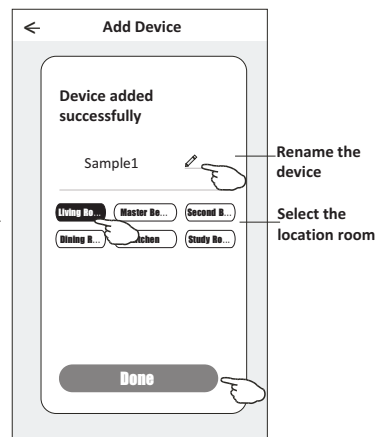 Add Device
Device added
successfully
Sample1
Rename the
device
Living Ro...
Master Be...
Second B...
Select the
location room
Dining R...
Study Ro...
Done